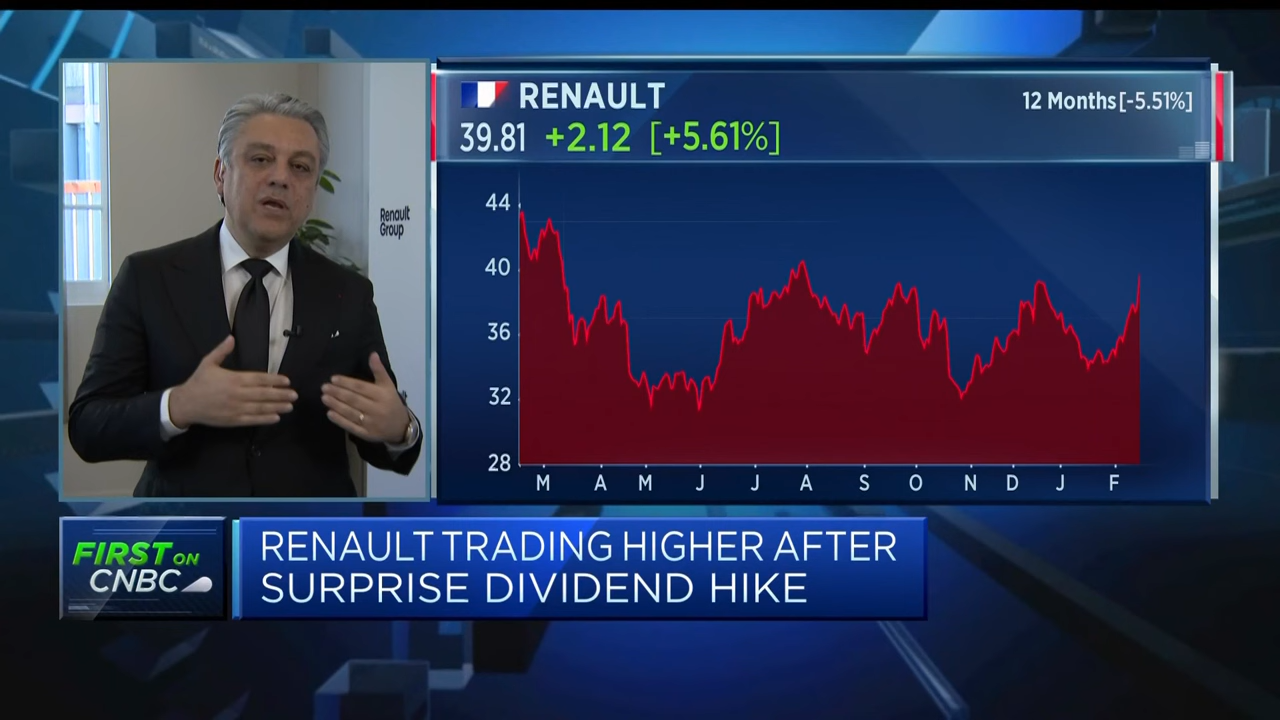 RENAULT
12 Months[-5.51%]
39.81 +2.12 [+5.61%]
Renault
Group
44
40
36
32
28
M A M J J A S O N D J F
FIRST ON
CNBC
RENAULT TRADING HIGHER AFTER
SURPRISE DIVIDEND HIKE